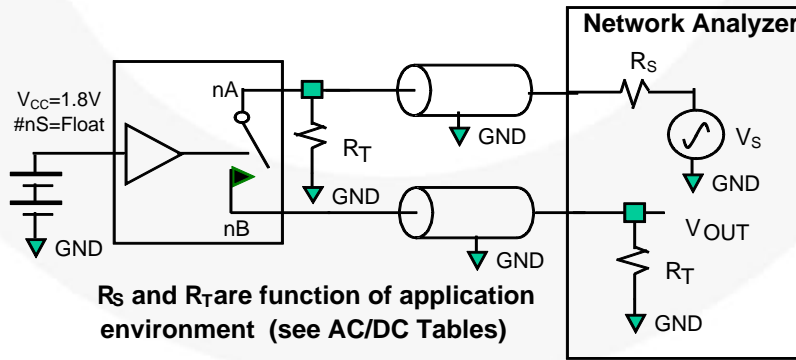 Network Analyzer
RS
VCC=1.8V
#nS=Float
nA
GND
RT
VS
GND
GND
nB
GND
VOUT
GND
RT
RS and RTare function of application
environment (see AC/DC Tables)
GND